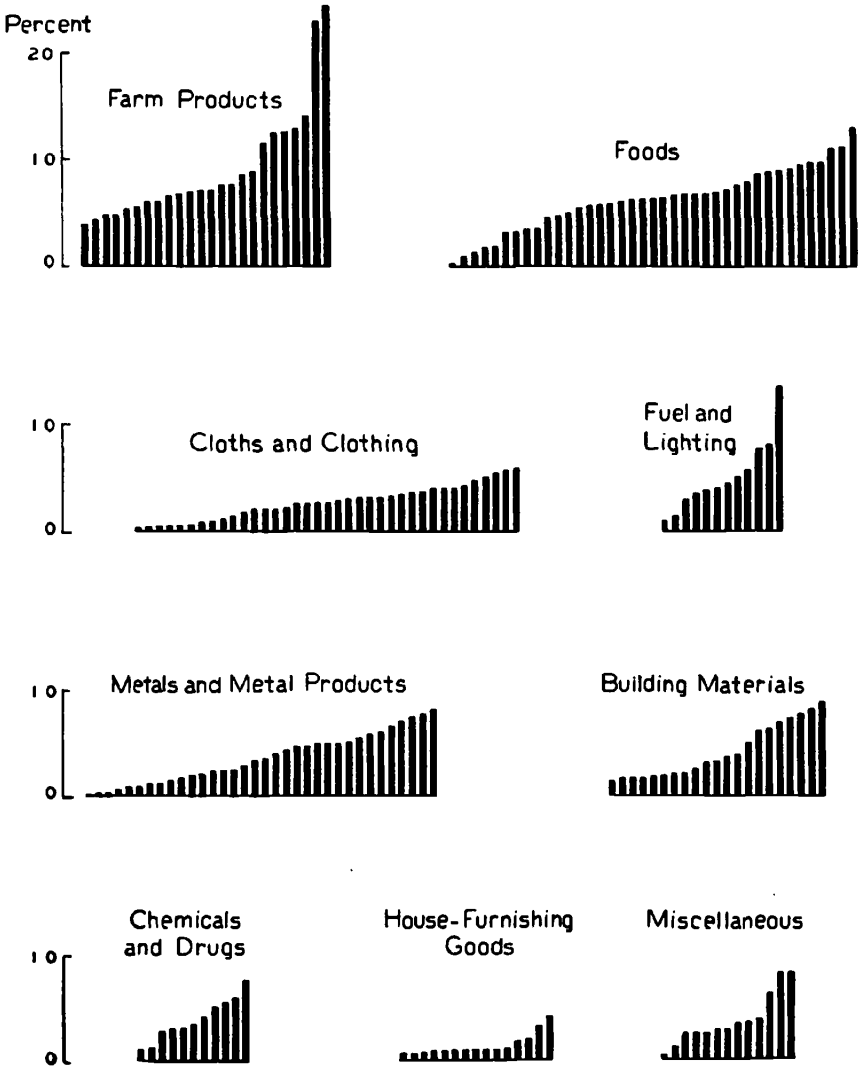 Percent
20
Farm Products
10
Foods
0
10
Fuel and
Cloths and Clothing
Lighting
0
10
Metals and Metal Products
Building Materials
0
Chemicals
and Drugs
House-Furnishing
Goods
Miscellaneous
10
0